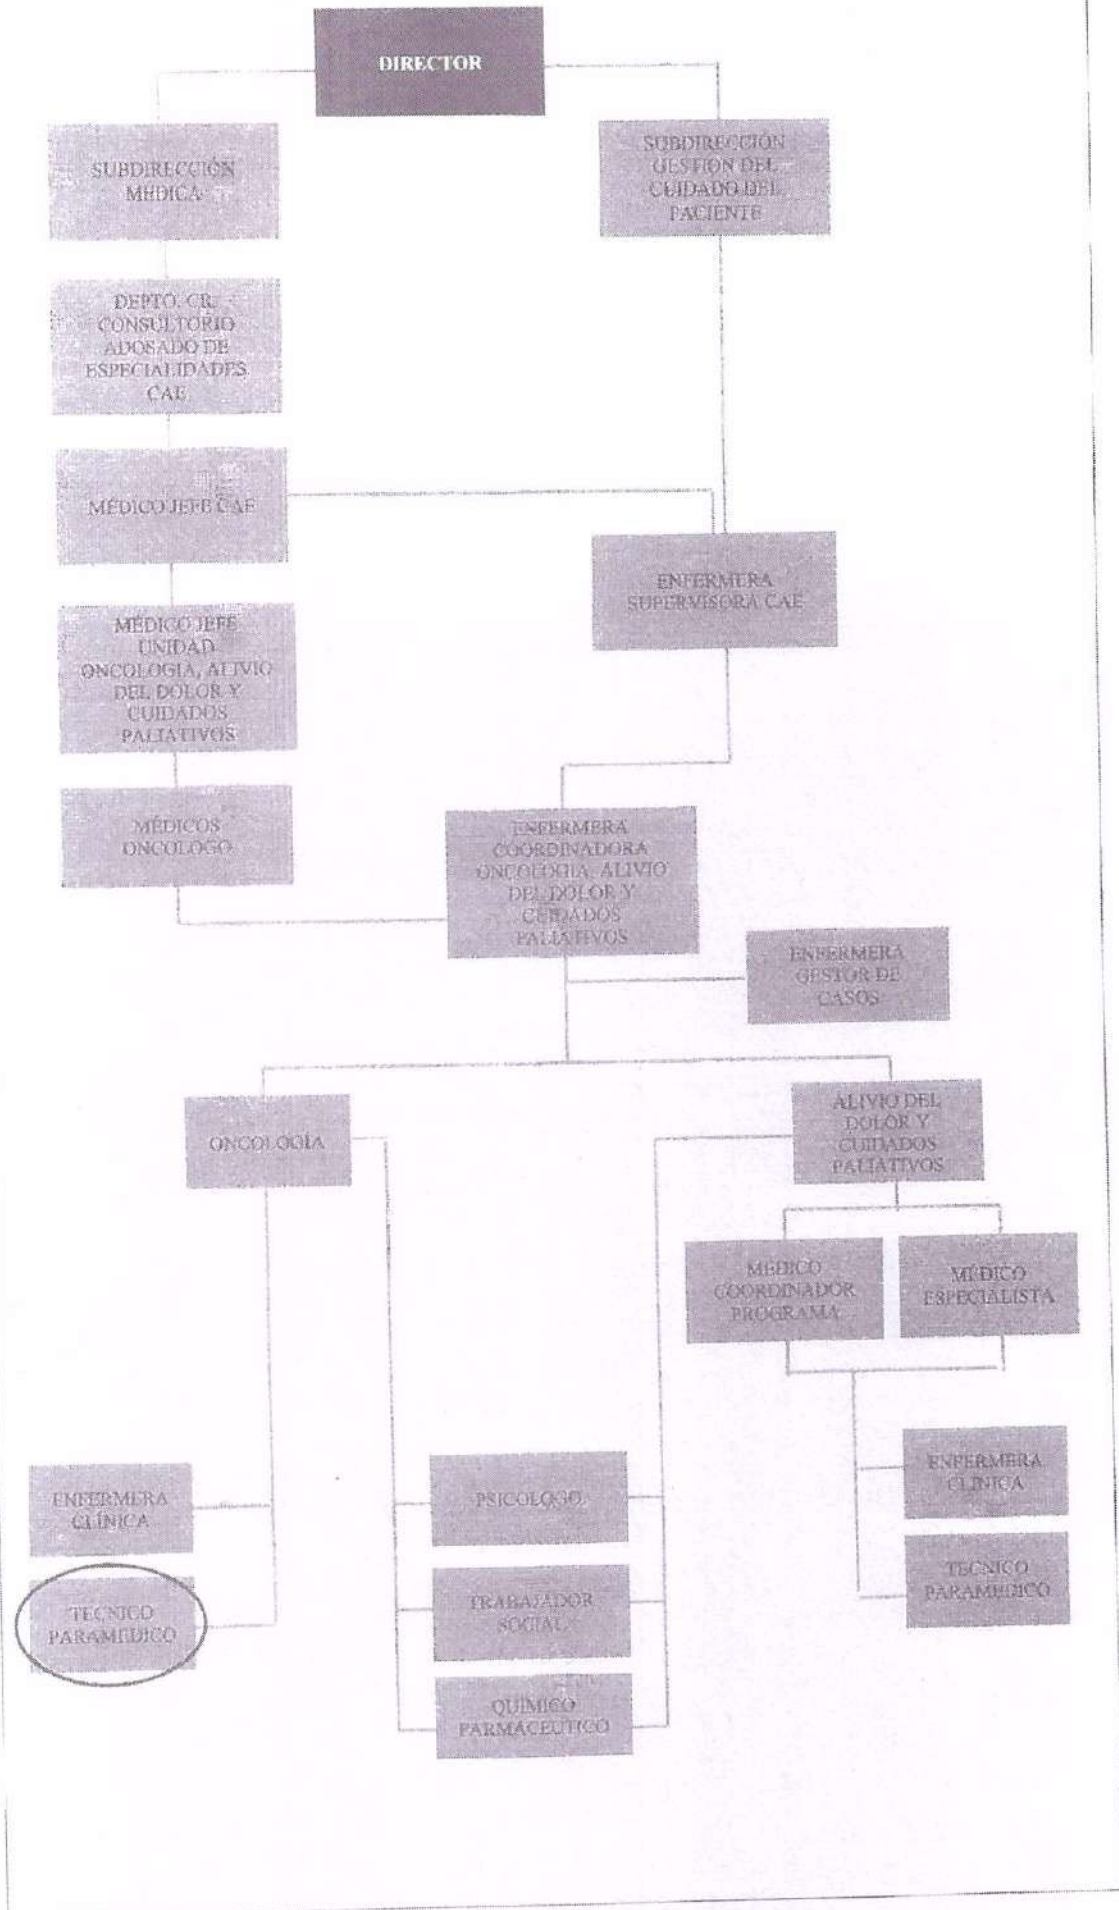 DIRECTOR
SUBDIRECCIÓN
MEDICA
SUBDIRECCIÓN
GESTION DEL
CUIDADO DEL
PACIENTE
DEPTO. CR.
CONSULTORIO
ADOSADO DE
ESPECIALIDADES
CAE
MÉDICO JEFE CAE
ENFERMERA
SUPERVISORA CAE
MÉDICO JEFE
UNIDAD
ONCOLOGIA, ALIVIO
DEL DOLOR Y
CUIDADOS
PALIATIVOS
MÉDICOS
ONCOLOGO
ENFERMERA
COORDINADORA
ONCOLOGIA, ALIVIO
DEL DOLOR Y
CUIDADOS
PALIATIVOS
ENFERMERA
GESTOR DE
CASOS
ONCOLOGÍA
ALIVIO DEL
DOLOR Y
CUIDADOS
PALIATIVOS
MÉDICO
COORDINADOR
PROGRAMA
MÉDICO
ESPECIALISTA
ENFERMERA
CLÍNICA
TECNICO
PARAMEDICO
PSICOLOGO
TRABAJADOR
SOCIAL
QUIMICO
FARMACEUTICO
ENFERMERA
CLINICA
TECNICO
PARAMEDICO